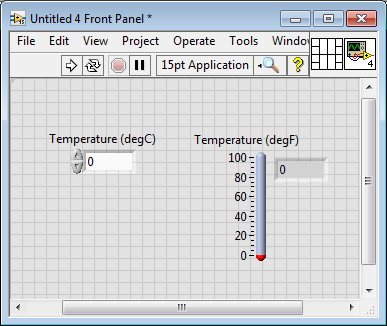 Untitled 4 Front Panel *
File Edit View Project Operate Tools Window
15pt Application ?
4
Temperature (degC)
0
Temperature (degF)
100
80
60
40
20
0
0